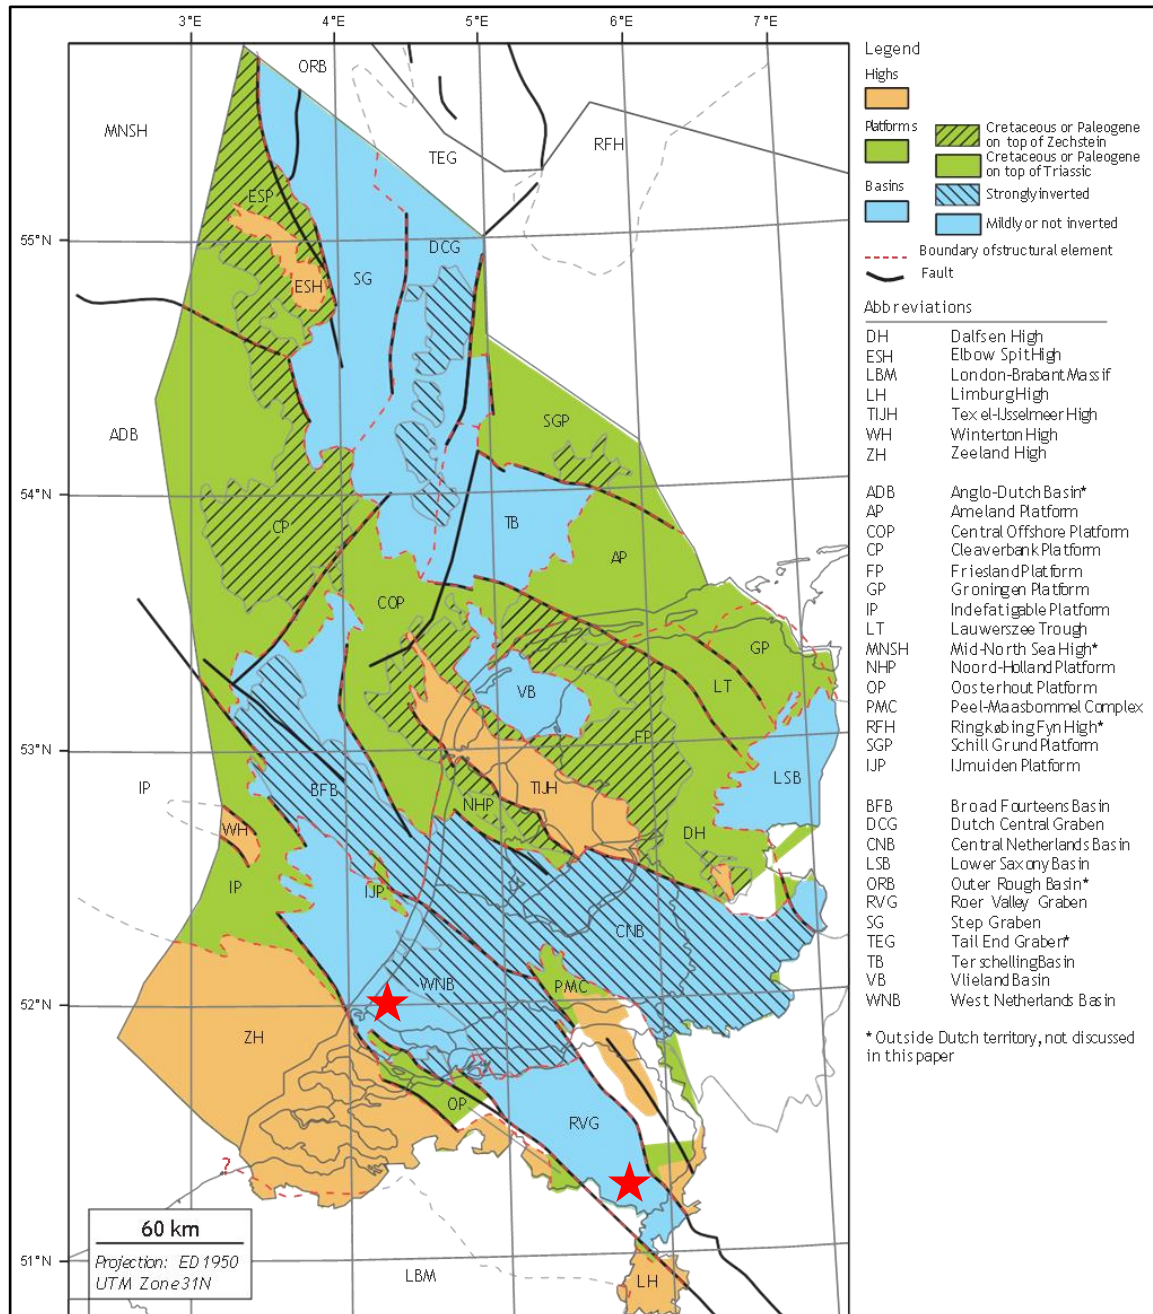 3°E 4°E 5°E 6°E 7°E
ORB
MNSH
TEG
RFH
ESP
55°N
DCG
SG
ESH
SGP
ADB
54°N
CP
TB
AP
COP
GP
LT
VB
53°N
FP
LSB
IP
BFB
TIJH
NHP
WH
DH
IJP
IP
CNB
WNB
PMC
52°N
ZH
OP
RVG
?
60 km
Projection: ED 1950
UTM Zone 31N
51°N
LBM
LH
Legend
Highs
Platforms
Cretaceous or Paleogene
on top of Zechstein
Cretaceous or Paleogene
on top of Triassic
Basins
Strongly inverted
Mildly or not inverted
Boundary of structural element
Fault
Abbreviations
DH Dalfsen High
ESH Elbow Spit High
LBM London-Brabant Massif
LH Limburg High
TIJH Texel-IJsselmeer High
WH Winterton High
ZH Zeeland High
ADB Anglo-Dutch Basin*
AP Ameland Platform
COP Central Offshore Platform
CP Cleaverbank Platform
FP Friesland Platform
GP Groningen Platform
IP Indefatigable Platform
LT Lauwerszee Trough
MNSH Mid-North Sea High*
NHP Noord-Holland Platform
OP Oosterhout Platform
PMC Peel-Maasbommel Complex
RFH Ringkøbing Fyn High*
SGP Schill Grund Platform
IJP IJmuiden Platform
BFB Broad Fourteens Basin
DCG Dutch Central Graben
CNB Central Netherlands Basin
LSB Lower Saxony Basin
ORB Outer Rough Basin*
RVG Roer Valley Graben
SG Step Graben
TEG Tail End Graben*
TB Terschelling Basin
VB Vlieland Basin
WNB West Netherlands Basin
* Outside Dutch territory, not discussed
in this paper